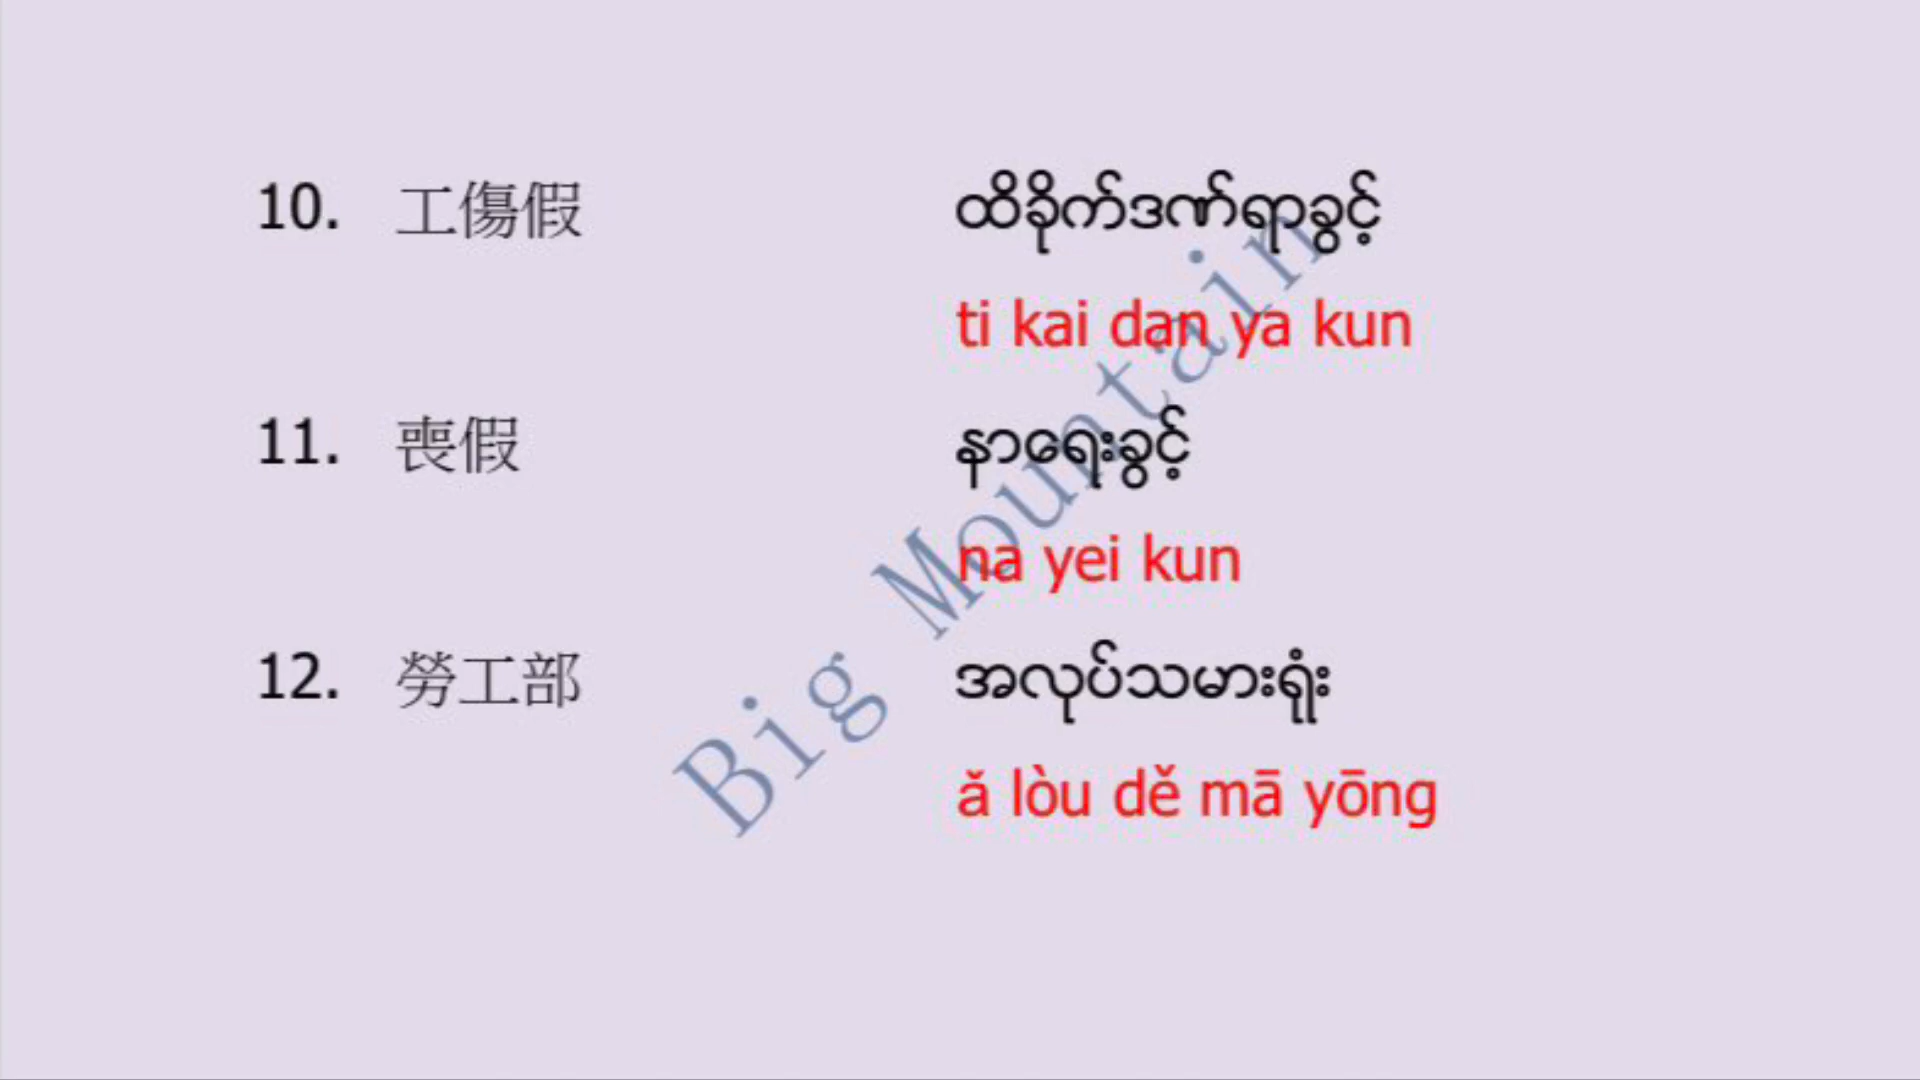 10. 工傷假 ထိခိုက်ဒဏ်ရာခွင့်
ti kai dan ya kun
11. 喪假 နာရေးခွင့်
na yei kun
12. 勞工部 အလုပ်သမားရုံး
ǎ lòu dě mā yōng
Big Mountain